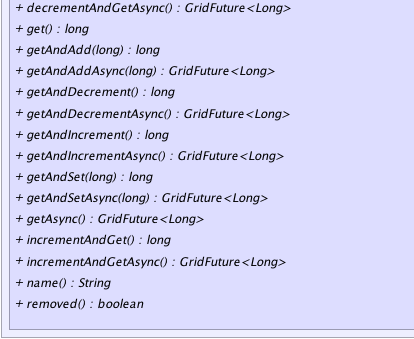 + decrementAndGetAsync() : GridFuture<Long>
+ get() : long
+ getAndAdd(long) : long
+ getAndAddAsync(long) : GridFuture<Long>
+ getAndDecrement() : long
+ getAndDecrementAsync() : GridFuture<Long>
+ getAndIncrement() : long
+ getAndIncrementAsync() : GridFuture<Long>
+ getAndSet(long) : long
+ getAndSetAsync(long) : GridFuture<Long>
+ getAsync() : GridFuture<Long>
+ incrementAndGet() : long
+ incrementAndGetAsync() : GridFuture<Long>
+ name() : String
+ removed() : boolean